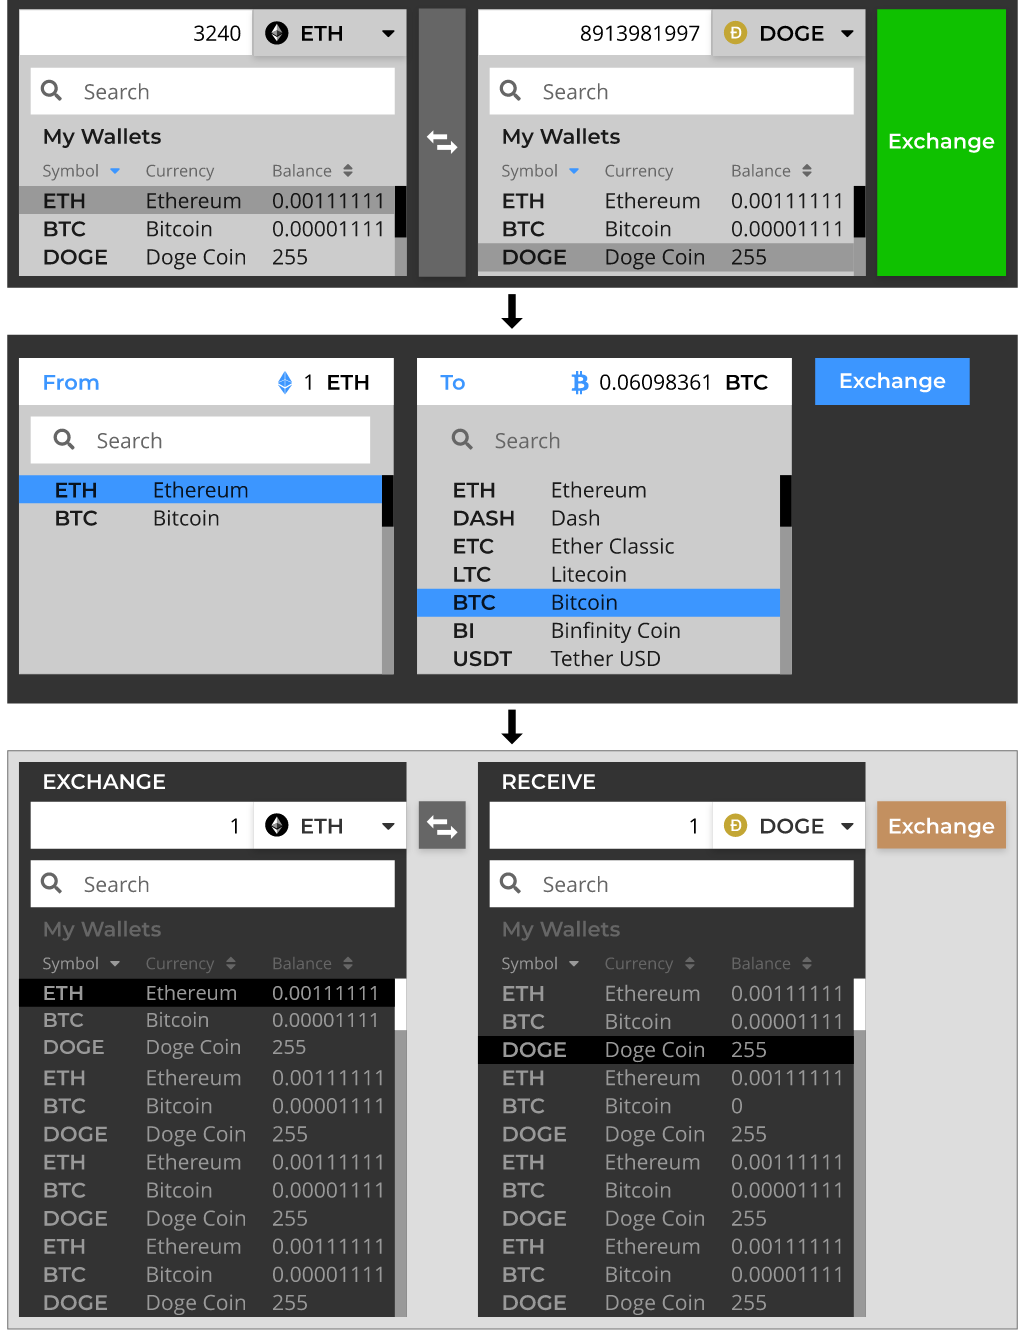 3240 ETH 8913981997 DOGE
Search Search Exchange
My Wallets My Wallets
Symbol Currency Balance Symbol Currency Balance
ETH Ethereum 0.00111111 ETH Ethereum 0.00111111
BTC Bitcoin 0.00001111 BTC Bitcoin 0.00001111
DOGE Doge Coin 255 DOGE Doge Coin 255
From 1 ETH To 0.06098361 BTC Exchange
Search Search
ETH Ethereum ETH Ethereum
BTC Bitcoin DASH Dash
ETC Ether Classic
LTC Litecoin
BTC Bitcoin
BI Binfinity Coin
USDT Tether USD
EXCHANGE RECEIVE
1 ETH 1 DOGE Exchange
Search Search
My Wallets My Wallets
Symbol Currency Balance Symbol Currency Balance
ETH Ethereum 0.00111111 ETH Ethereum 0.00111111
BTC Bitcoin 0.00001111 BTC Bitcoin 0.00001111
DOGE Doge Coin 255 DOGE Doge Coin 255
ETH Ethereum 0.00111111 ETH Ethereum 0.00111111
BTC Bitcoin 0.00001111 BTC Bitcoin 0
DOGE Doge Coin 255 DOGE Doge Coin 255
ETH Ethereum 0.00111111 ETH Ethereum 0.00111111
BTC Bitcoin 0.00001111 BTC Bitcoin 0.00001111
DOGE Doge Coin 255 DOGE Doge Coin 255
ETH Ethereum 0.00111111 ETH Ethereum 0.00111111
BTC Bitcoin 0.00001111 BTC Bitcoin 0.00001111
DOGE Doge Coin 255 DOGE Doge Coin 255